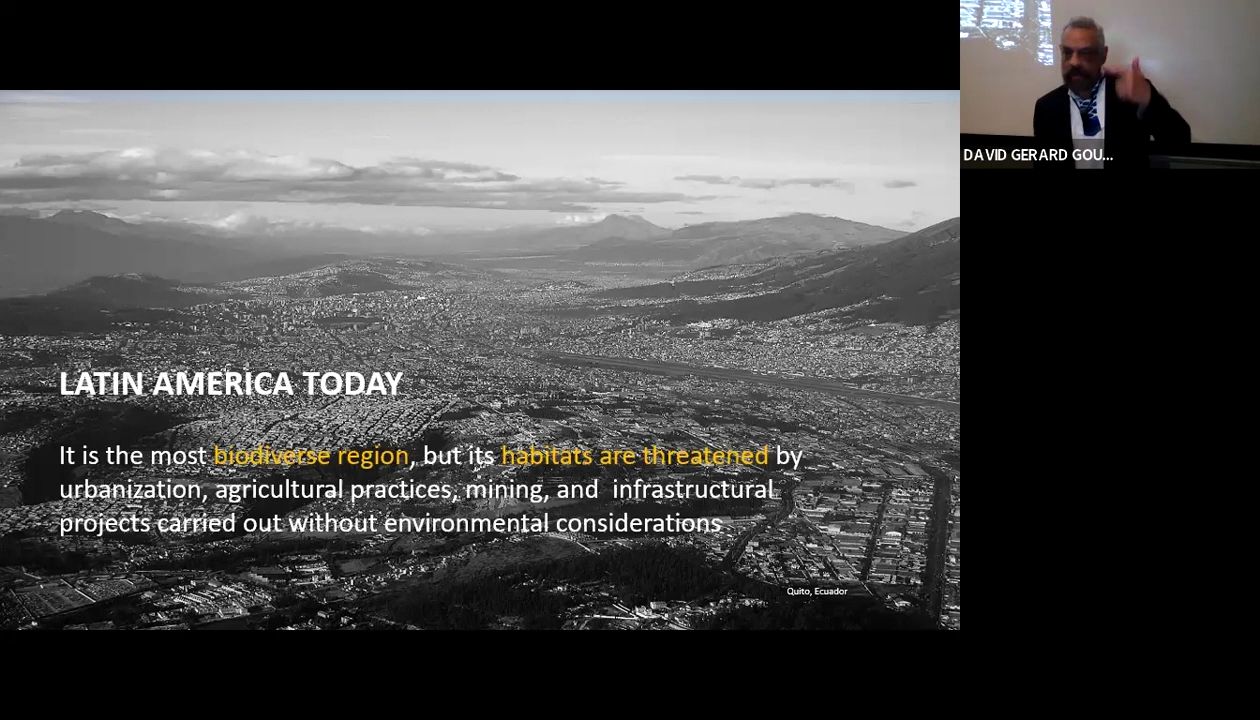 DAVID GERARD GOU...
LATIN AMERICA TODAY
It is the most biodiverse region, but its habitats are threatened by
urbanization, agricultural practices, mining, and infrastructural
projects carried out without environmental considerations
Quito, Ecuador